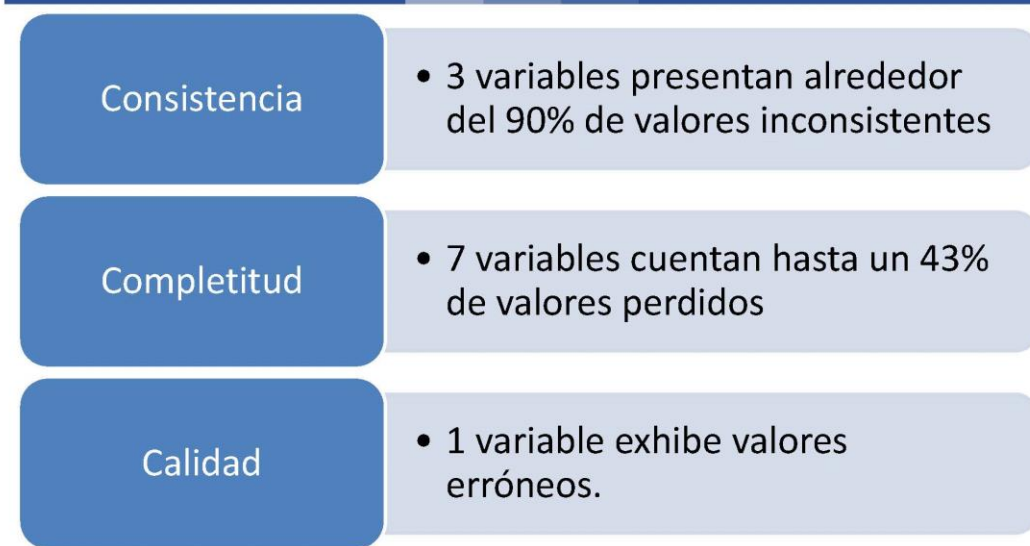 Consistencia
• 3 variables presentan alrededor
del 90% de valores inconsistentes
Completitud
• 7 variables cuentan hasta un 43%
de valores perdidos
Calidad
• 1 variable exhibe valores
erróneos.